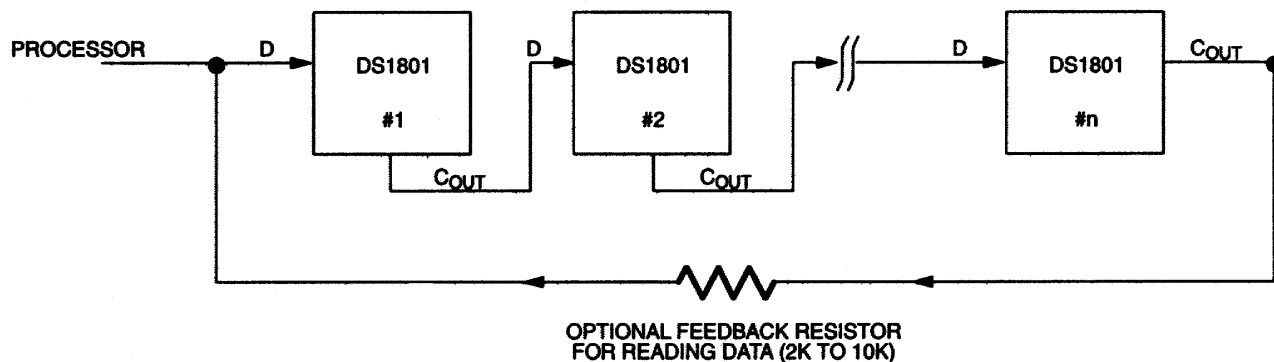 PROCESSOR
D
DS1801
#1
COUT
D
DS1801
#2
COUT
D
DS1801
#n
COUT
OPTIONAL FEEDBACK RESISTOR
FOR READING DATA (2K TO 10K)